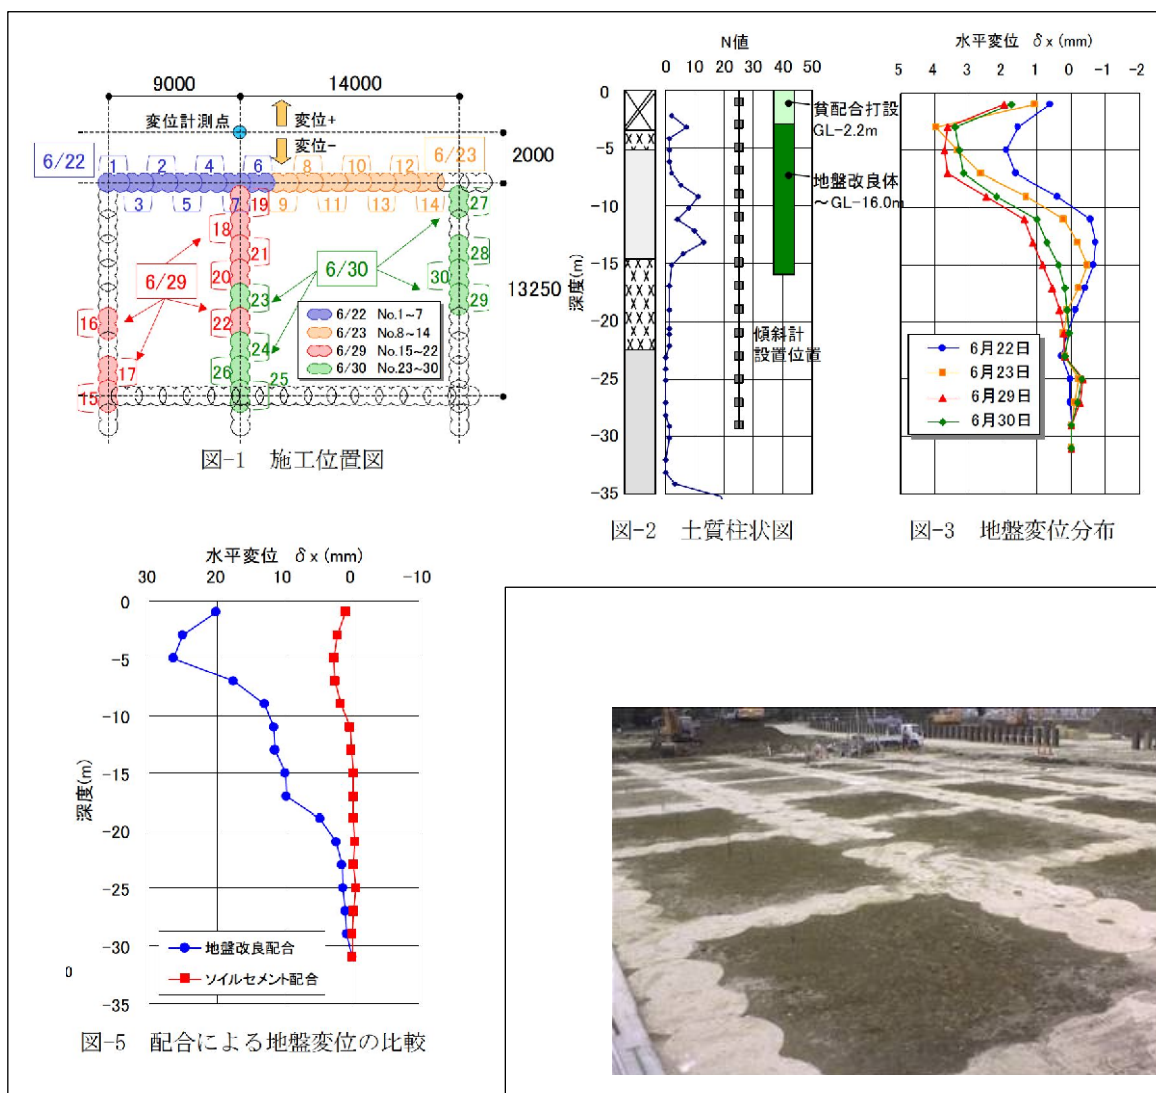 9000
14000
変位計測点
変位+
変位-
6/22
6/23
2000
1
2
4
6
8
10
12
3
5
7
19
9
11
13
14
27
18
21
28
6/29
20
6/30
30
13250
23
29
16
22
24
17
26
25
15
6/22 No.1~7
6/23 No.8~14
6/29 No.15~22
6/30 No.23~30
図-1 施工位置図
N値
0 10 20 30 40 50
0
-5
-10
-15
-20
-25
-30
-35
深度(m)
貧配合打設
GL-2.2m
地盤改良体
~GL-16.0m
傾斜計
設置位置
図-2 土質柱状図
水平変位 δx (mm)
5 4 3 2 1 0 -1 -2
6月22日
6月23日
6月29日
6月30日
図-3 地盤変位分布
水平変位 δx (mm)
30 20 10 0 -10
0
-5
-10
-15
-20
-25
-30
-35
深度(m)
0
地盤改良配合
ソイルセメント配合
図-5 配合による地盤変位の比較